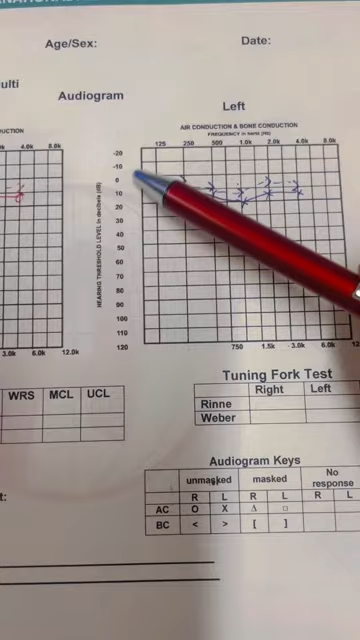 Age/Sex:
Date:
ulti
Audiogram
Left
UCTION
AIR CONDUCTION & BONE CONDUCTION
FREQUENCY in hertz (Hz)
4.0k 8.0k
125 250 500 1.0k 2.0k 4.0k 8.0k
HEARING THRESHOLD LEVEL in decibels (dB)
-20
-10
0
10
20
30
40
50
60
70
80
90
100
110
120
3.0k 6.0k 12.0k
750 1.5k 3.0k 6.0k 12
WRS MCL UCL
Tuning Fork Test
Right Left
Rinne
Weber
Audiogram Keys
unmasked masked No response
R L R L R L
AC O X Δ □
BC < > [ ]
t: